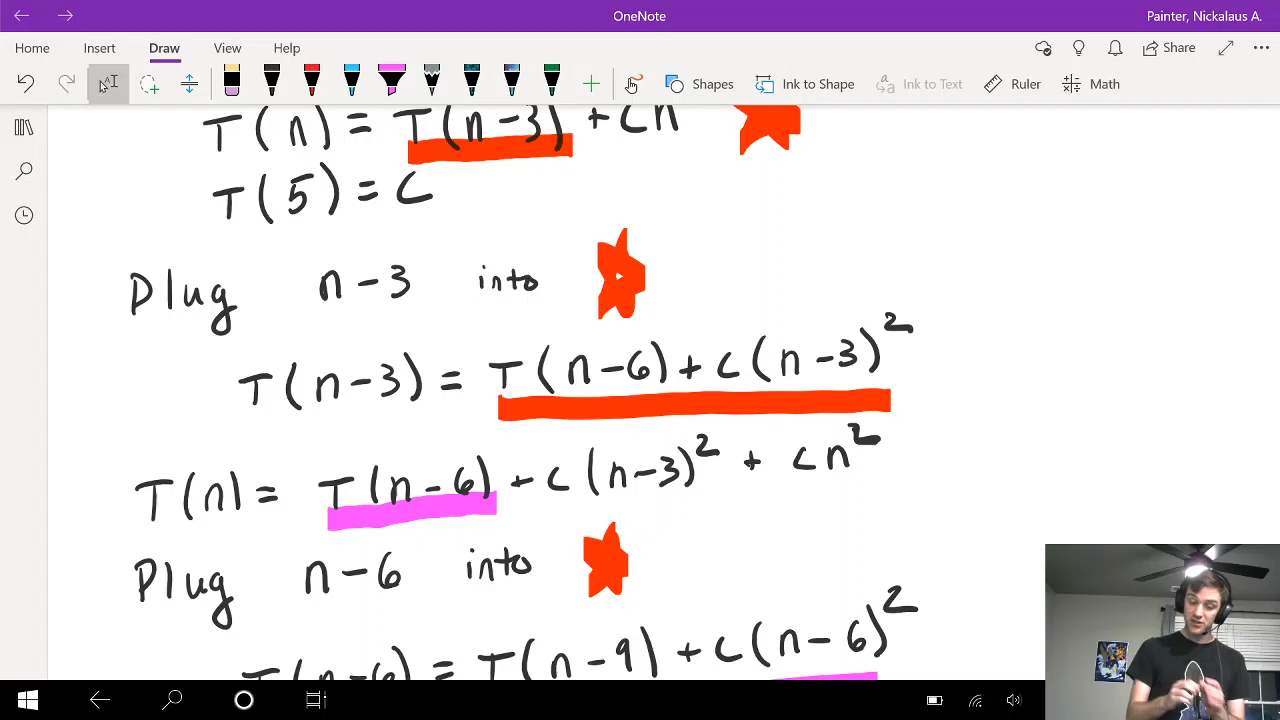 OneNote
Painter, Nickalaus A.
Home Insert Draw View Help
Share
Shapes Ink to Shape Ink to Text Ruler Math
T(n) = T(n-3) + cn
T(5) = C
Plug n-3 into
T(n-3) = T(n-6) + c(n-3)²
T(n) = T(n-6) + c(n-3)² + cn²
Plug n-6 into
T(n-6) = T(n-9) + c(n-6)²